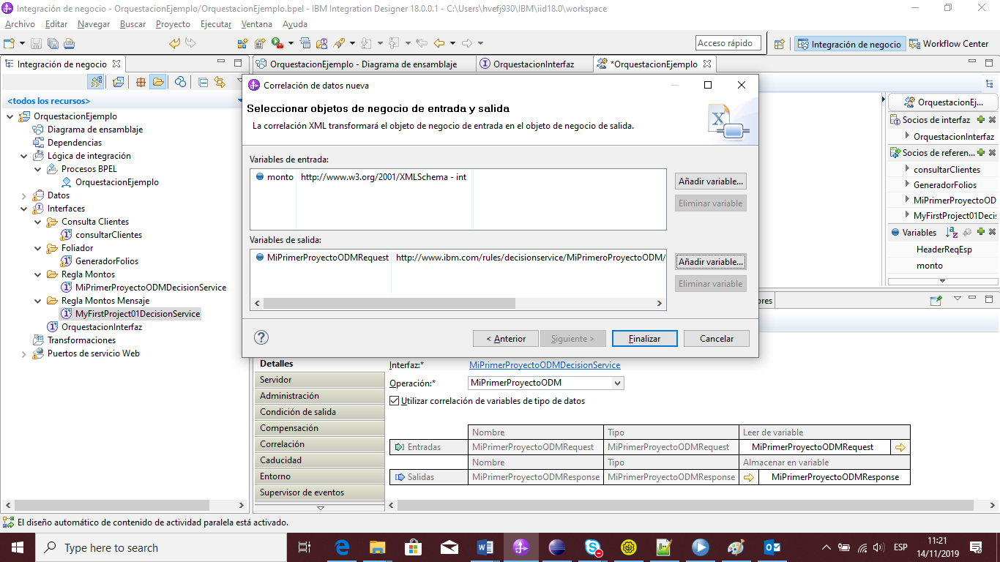 Integración de negocio - OrquestacionEjemplo/OrquestacionEjemplo.bpel - IBM Integration Designer 18.0.0.1 - C:\Users\hvefj930\IBM\iid18.0\workspace
Archivo Editar Navegar Buscar Proyecto Ejecutar Ventana Ayuda
Acceso rápido
Integración de negocio
Workflow Center
Integración de negocio
OrquestacionEjemplo - Diagrama de ensamblaje
OrquestacionInterfaz
*OrquestacionEjemplo
<todos los recursos>
OrquestacionEjemplo
Diagrama de ensamblaje
Dependencias
Lógica de integración
Procesos BPEL
OrquestacionEjemplo
Datos
Interfaces
Consulta Clientes
consultarClientes
Foliador
GeneradorFolios
Regla Montos
MiPrimerProyectoODMDecisionService
Regla Montos Mensaje
MyFirstProject01DecisionService
OrquestacionInterfaz
Transformaciones
Puertos de servicio Web
Correlación de datos nueva
Seleccionar objetos de negocio de entrada y salida
La correlación XML transformará el objeto de negocio de entrada en el objeto de negocio de salida.
Variables de entrada:
monto http://www.w3.org/2001/XMLSchema - int
Añadir variable...
Eliminar variable
Variables de salida:
MiPrimerProyectoODMRequest http://www.ibm.com/rules/decisionservice/MiPrimeroProyectoODM/
Añadir variable...
Eliminar variable
< Anterior
Siguiente >
Finalizar
Cancelar
OrquestacionEj...
Socios de interfaz
OrquestacionInterfaz
Socios de referen...
consultarClientes
GeneradorFolios
MiPrimerProyectoOD
MyFirstProject01Decis
Variables
HeaderReqEsp
monto
ores
Detalles
Servidor
Administración
Condición de salida
Compensación
Correlación
Caducidad
Entorno
Supervisor de eventos
Interfaz:* MiPrimerProyectoODMDecisionService
Operación:* MiPrimerProyectoODM
Utilizar correlación de variables de tipo de datos
Nombre Tipo Leer de variable
Entradas MiPrimerProyectoODMRequest MiPrimerProyectoODMRequest MiPrimerProyectoODMRequest
Nombre Tipo Almacenar en variable
Salidas MiPrimerProyectoODMResponse MiPrimerProyectoODMResponse MiPrimerProyectoODMResponse
El diseño automático de contenido de actividad paralela está activado.
Type here to search
ESP
11:21
14/11/2019